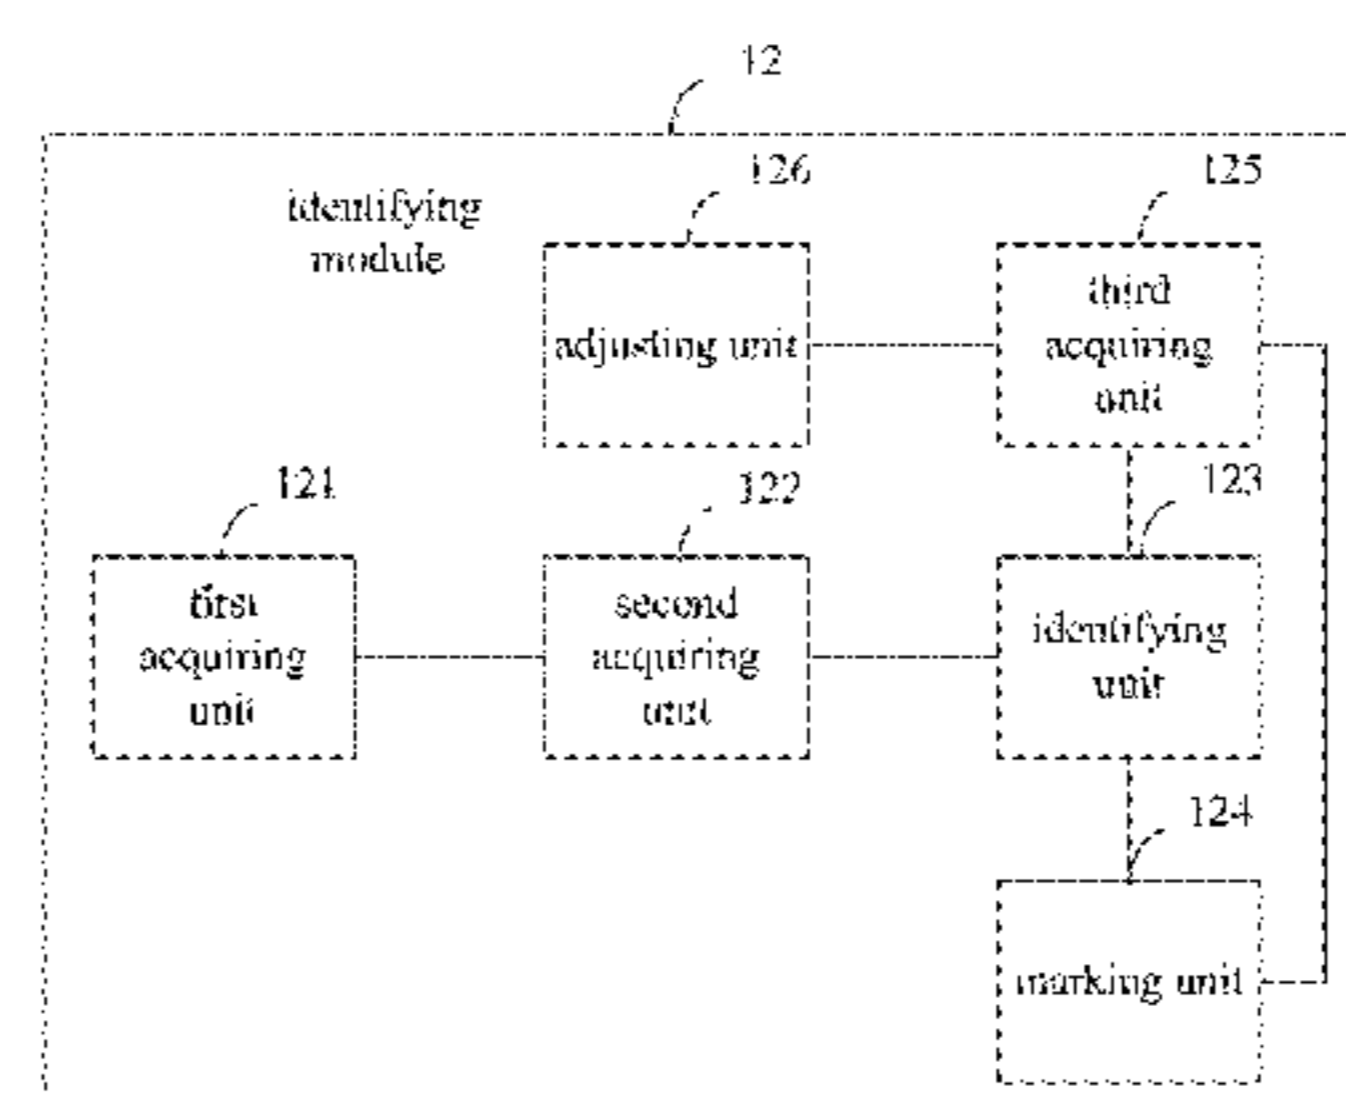 12
126
125
identifying
module
third
adjusting unit
acquiring
unit
121
122
123
first
acquiring
unit
second
acquiring
unit
identifying
unit
124
marking unit